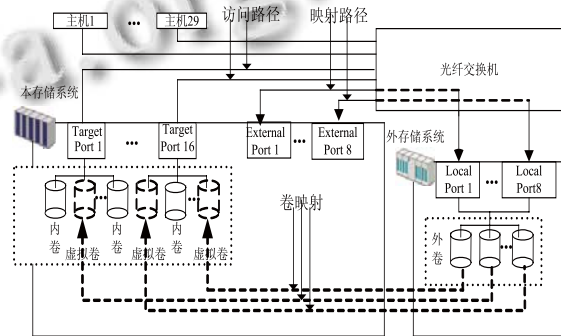 主机1 ••• 主机29
访问路径 映射路径
光纤交换机
本存储系统
Target Port 1 ••• Target Port 16
External Port 1 ••• External Port 8
外存储系统
Local Port 1 ••• Local Port8
内卷 虚拟卷 ••• 内卷 虚拟卷 内卷 ••• 虚拟卷
卷映射
外卷 •••